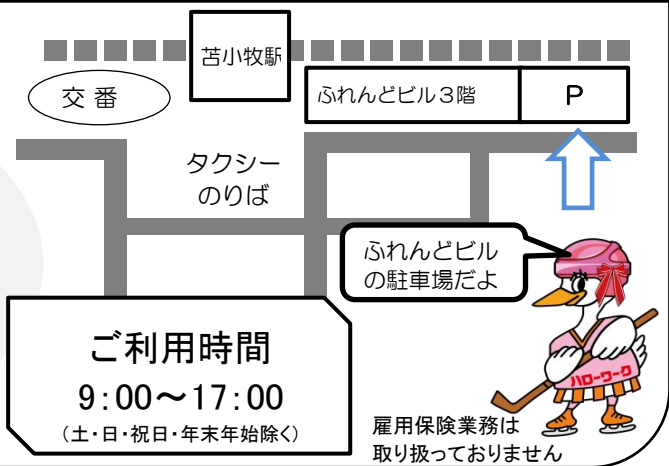 苫小牧駅
交番
ふれんどビル3階
P
タクシー
のりば
ふれんどビル
の駐車場だよ
ご利用時間
9:00~17:00
(土・日・祝日・年末年始除く)
ハローワーク
雇用保険業務は
取り扱っておりません